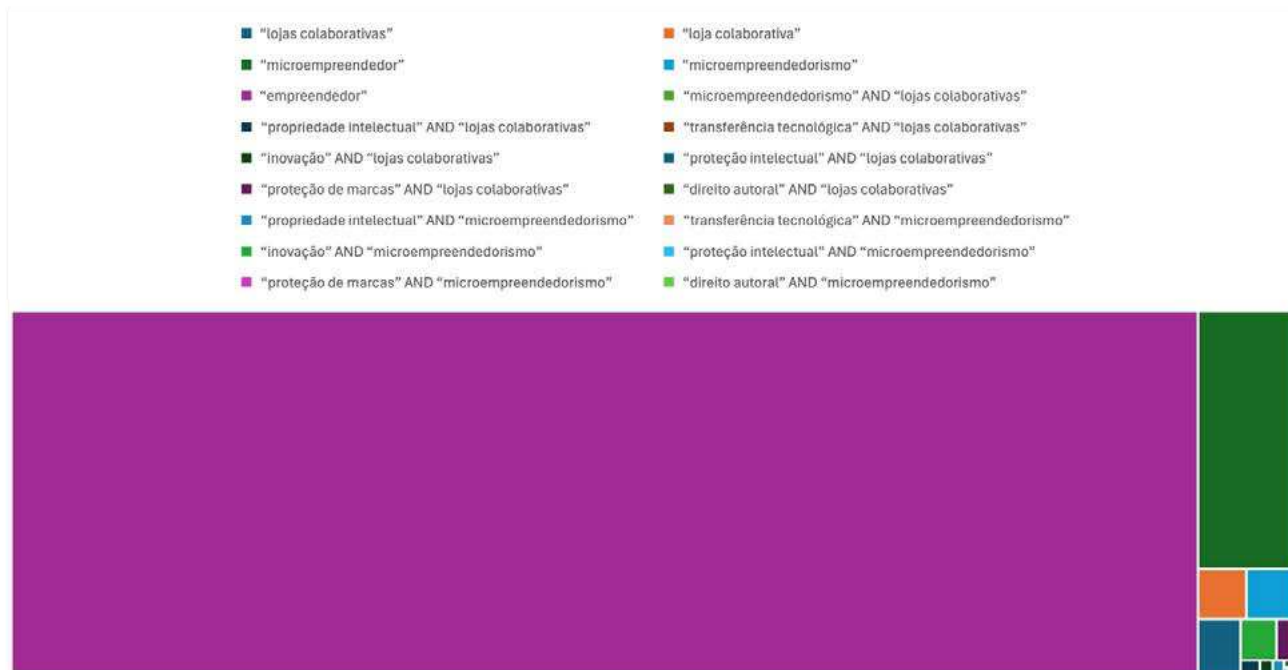 "lojas colaborativas" "loja colaborativa"
"microempreendedor" "microempreendedorismo"
"empreendedor" "microempreendedorismo" AND "lojas colaborativas"
"propriedade intelectual" AND "lojas colaborativas" "transferência tecnológica" AND "lojas colaborativas"
"inovação" AND "lojas colaborativas" "proteção intelectual" AND "lojas colaborativas"
"proteção de marcas" AND "lojas colaborativas" "direito autoral" AND "lojas colaborativas"
"propriedade intelectual" AND "microempreendedorismo" "transferência tecnológica" AND "microempreendedorismo"
"inovação" AND "microempreendedorismo" "proteção intelectual" AND "microempreendedorismo"
"proteção de marcas" AND "microempreendedorismo" "direito autoral" AND "microempreendedorismo"